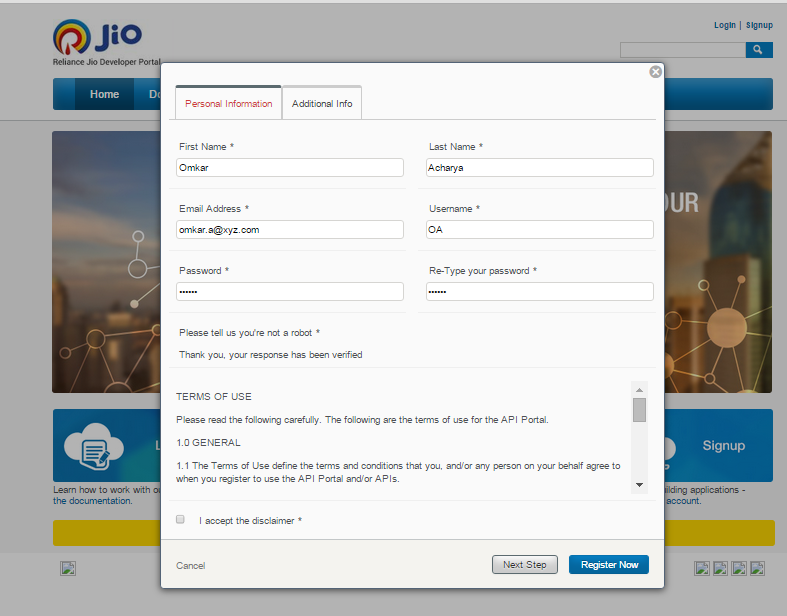 Jio
Reliance Jio Developer Portal
Login | Signup
Home
Personal Information
Additional Info
First Name *
Last Name *
Omkar
Acharya
Email Address *
Username *
omkar.a@xyz.com
OA
Password *
Re-Type your password *
••••••
••••••
Please tell us you're not a robot *
Thank you, your response has been verified
TERMS OF USE
Please read the following carefully. The following are the terms of use for the API Portal.
1.0 GENERAL
1.1 The Terms of Use define the terms and conditions that you, and/or any person on your behalf agree to
when you register to use the API Portal and/or APIs.
I accept the disclaimer *
Cancel
Next Step
Register Now
Signup
Learn how to work with
the documentation.
applications -
account.